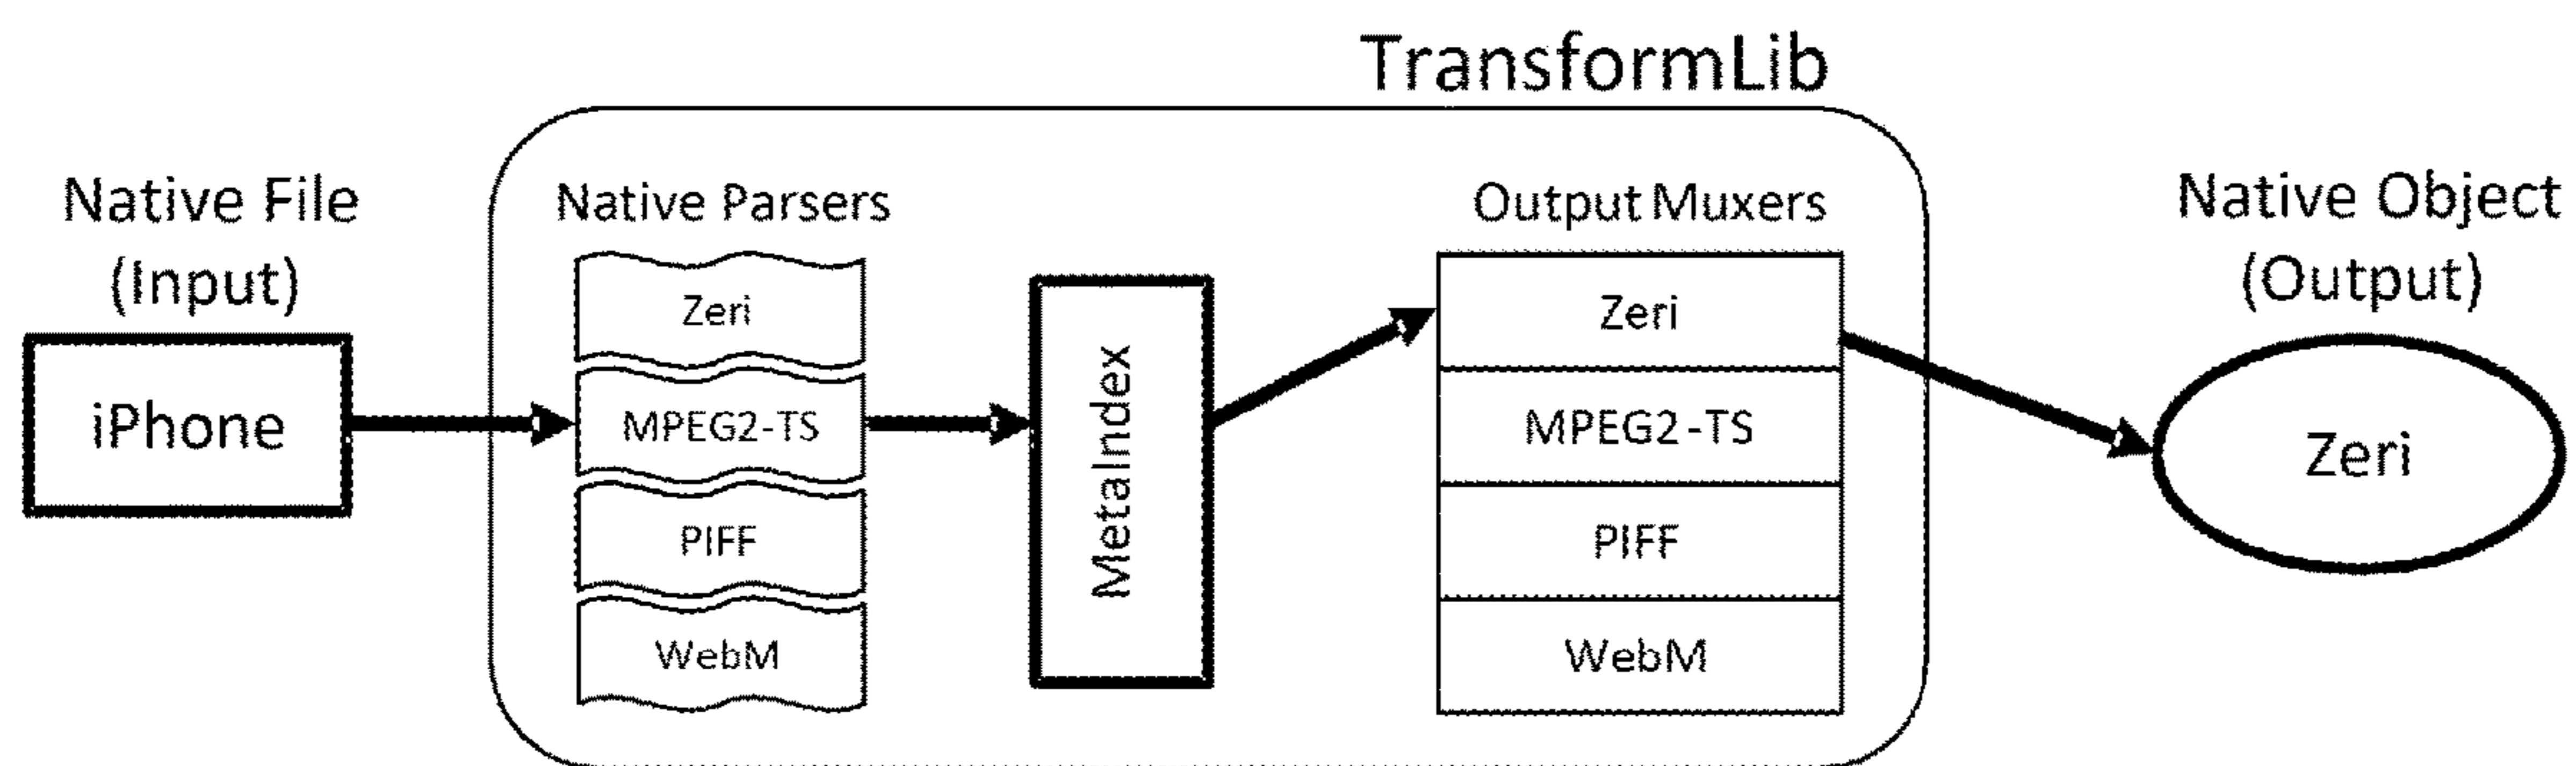 TransformLib
Native File
(Input)
iPhone
Native Parsers
Zeri
MPEG2-TS
PIFF
WebM
MetaIndex
Output Muxers
Zeri
MPEG2-TS
PIFF
WebM
Native Object
(Output)
Zeri